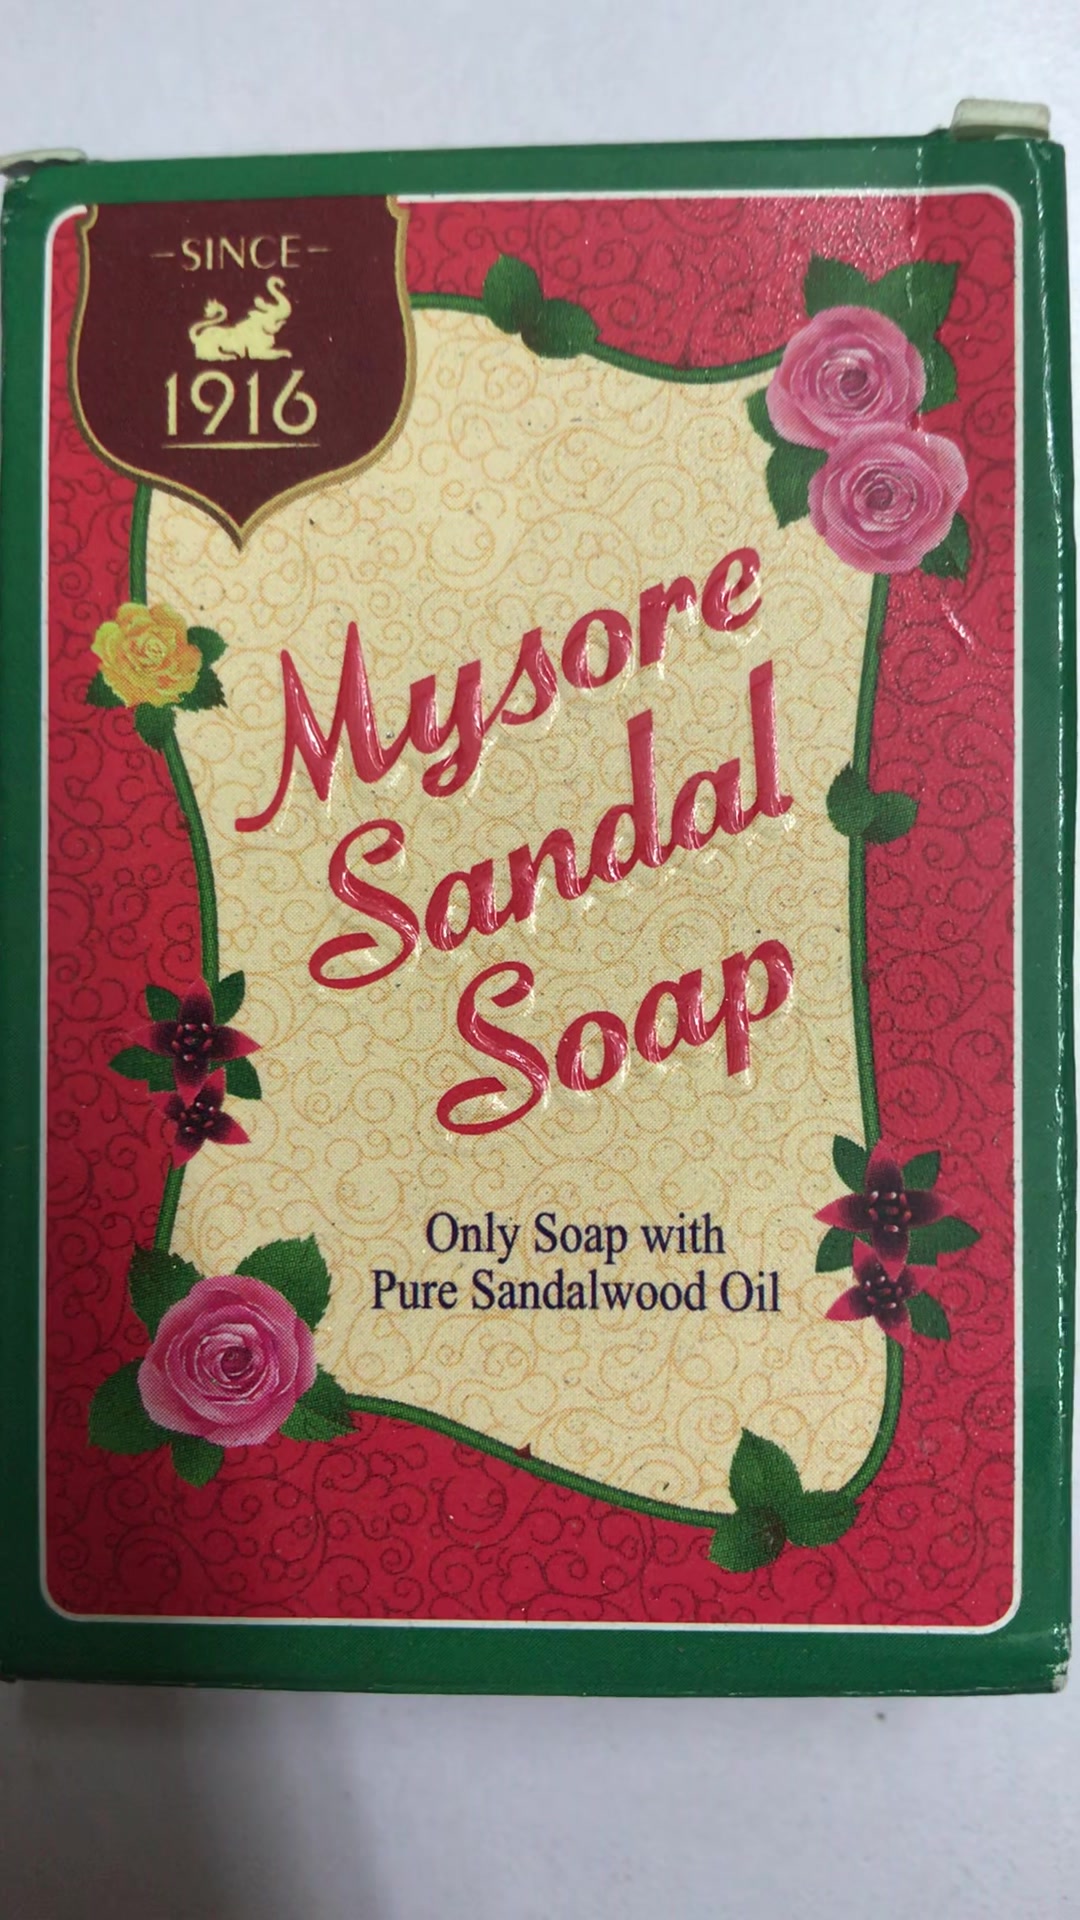 -SINCE-
1916
Mysore
Sandal
Soap
Only Soap with
Pure Sandalwood Oil